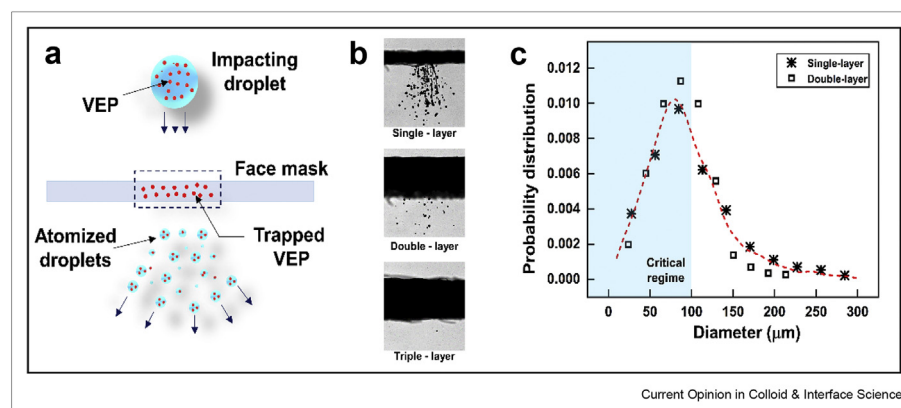 a
Impacting
droplet
VEP
Face mask
Atomized
droplets
Trapped
VEP
b
Single - layer
Double - layer
Triple - layer
c
Probability distribution
0.012
0.010
0.008
0.006
0.004
0.002
0.000
Single-layer
Double-layer
Critical
regime
0 50 100 150 200 250 300
Diameter (μm)
Current Opinion in Colloid & Interface Science